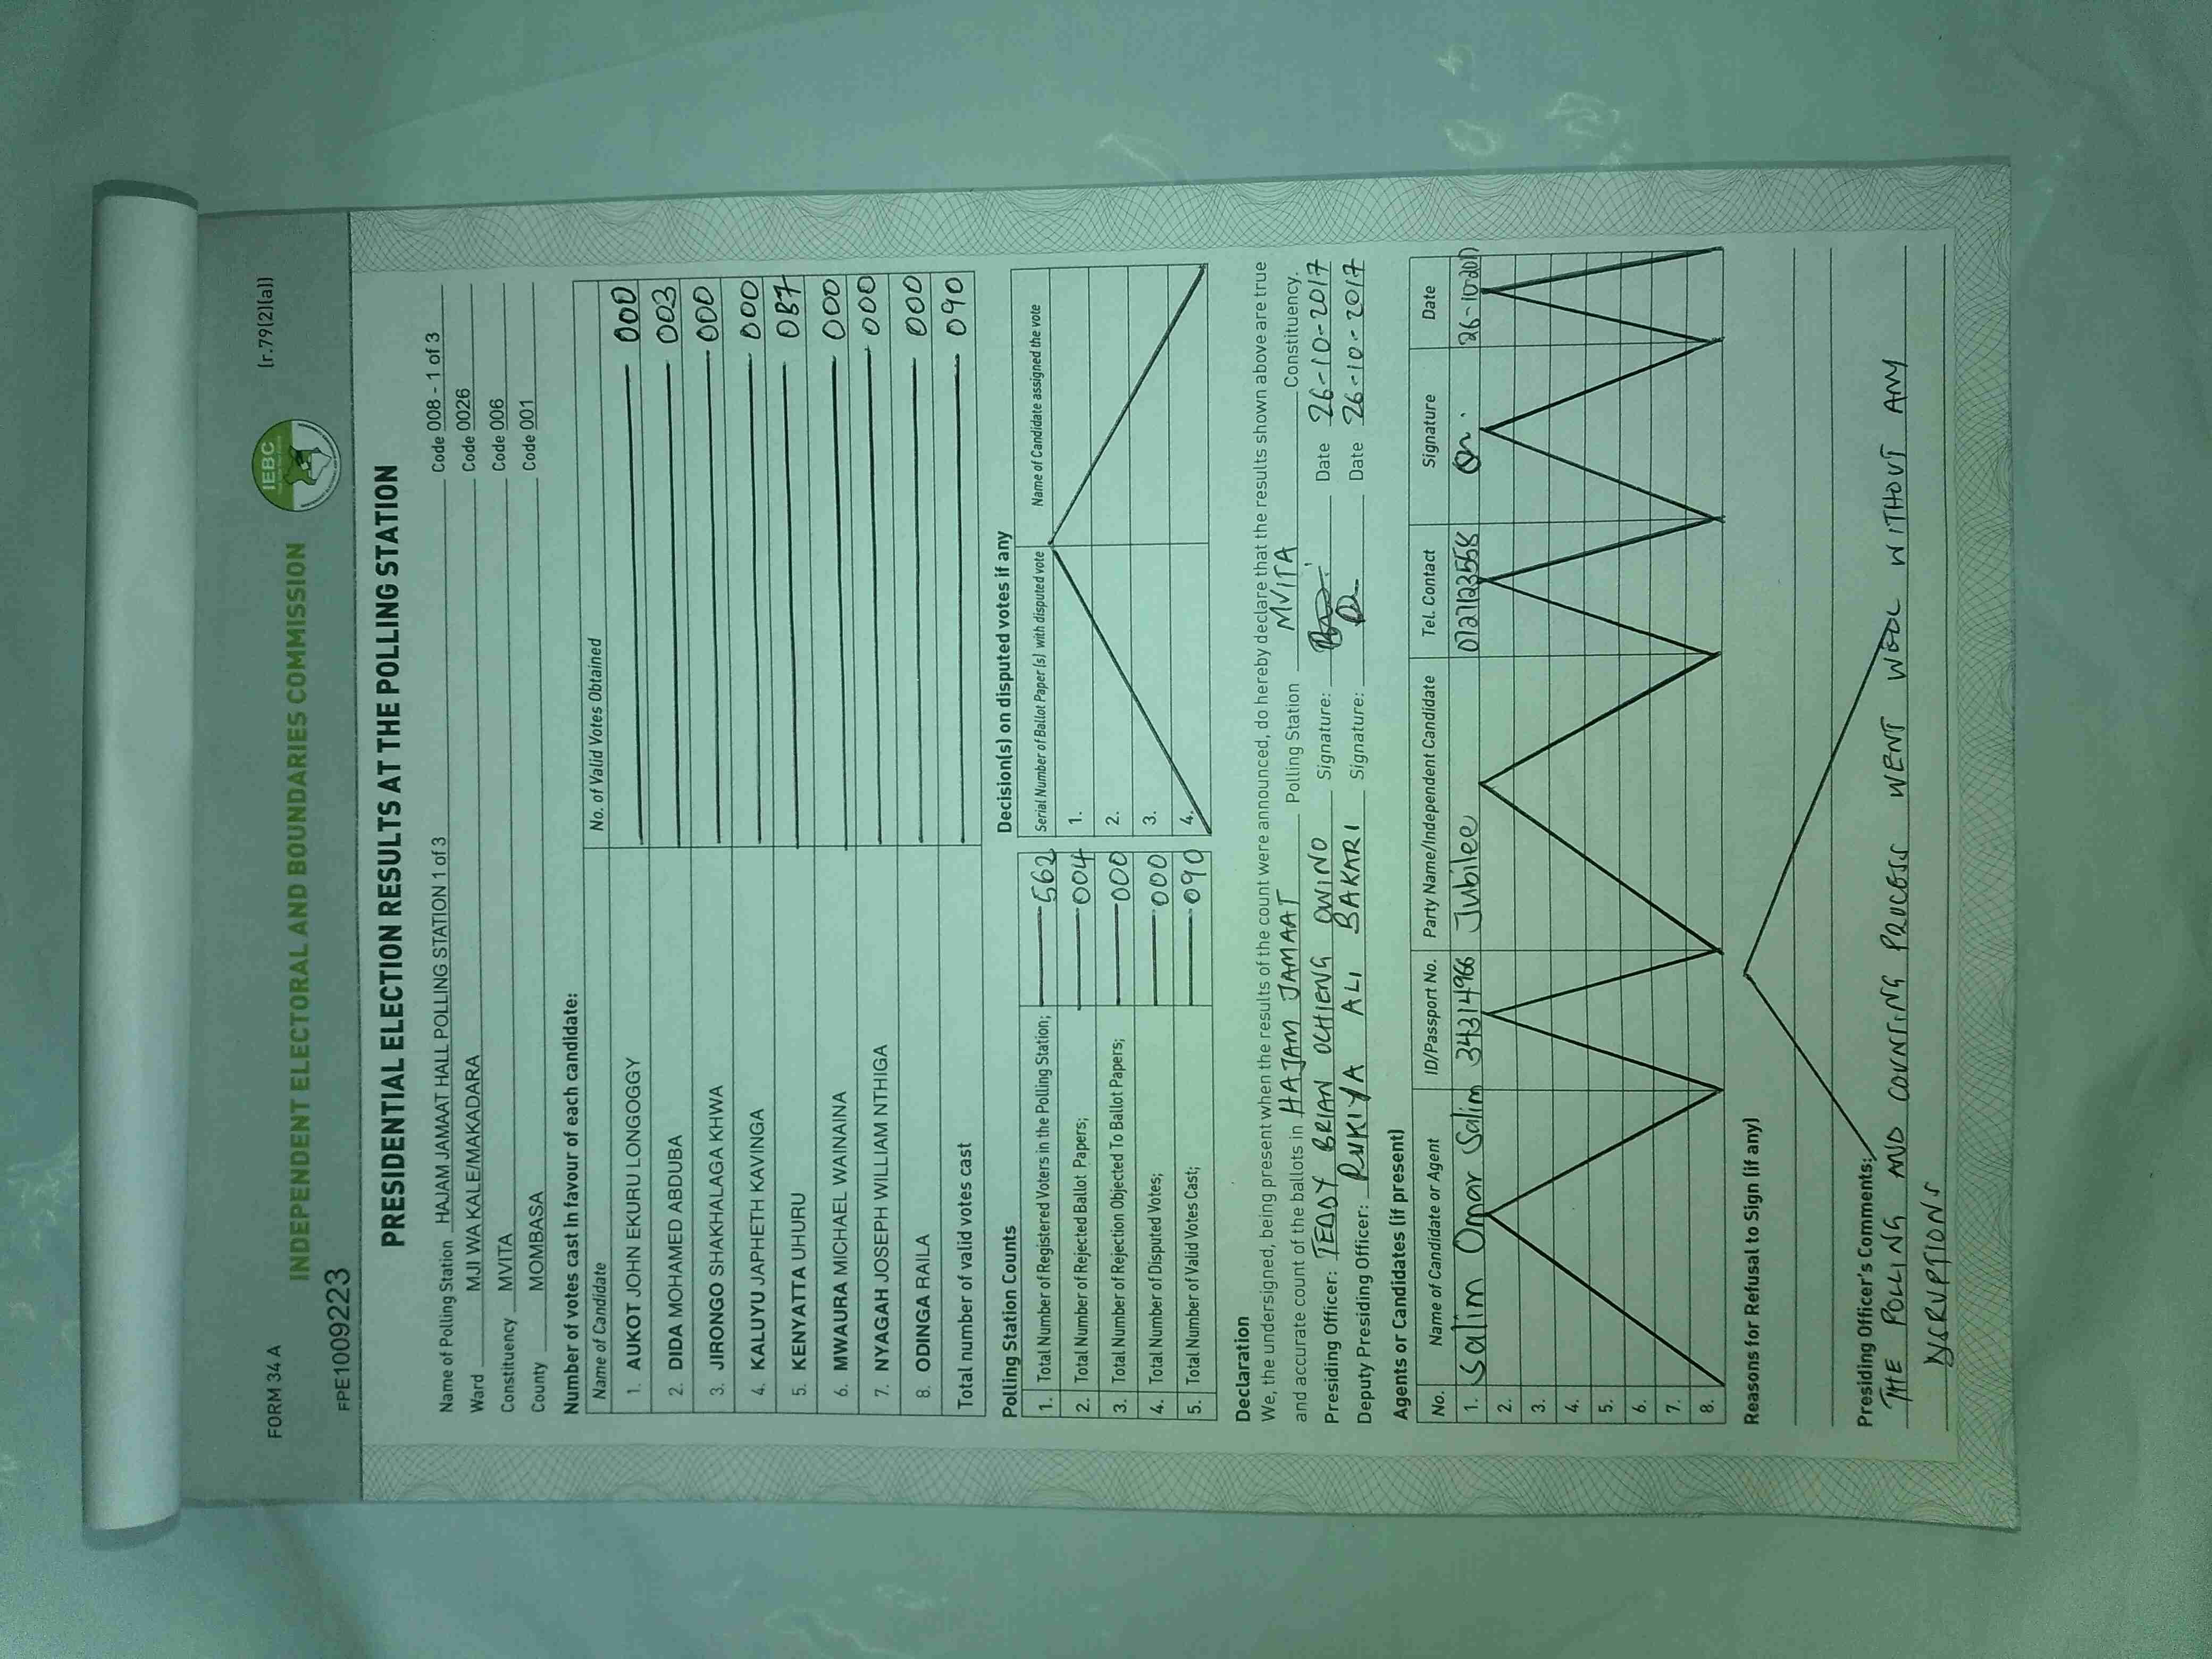 FORM 34 A
(r.79(2)(a))
INDEPENDENT ELECTORAL AND BOUNDARIES COMMISSION
IEBC
FPE1009223
PRESIDENTIAL ELECTION RESULTS AT THE POLLING STATION
Name of Polling Station HAJAM JAMAAT HALL POLLING STATION 1 of 3 Code 008 - 1 of 3
Ward MJI WA KALE/MAKADARA Code 0026
Constituency MVITA Code 006
County MOMBASA Code 001
Number of votes cast in favour of each candidate:
Name of Candidate No. of Valid Votes Obtained
1. AUKOT JOHN EKURU LONGOGGY 000
2. DIDA MOHAMED ABDUBA 003
3. JIRONGO SHAKHALAGA KHWA 000
4. KALUYU JAPHETH KAVINGA 000
5. KENYATTA UHURU 087
6. MWAURA MICHAEL WAINAINA 000
7. NYAGAH JOSEPH WILLIAM NTHIGA 000
8. ODINGA RAILA 000
Total number of valid votes cast 090
Polling Station Counts
1. Total Number of Registered Voters in the Polling Station; 562
2. Total Number of Rejected Ballot Papers; 004
3. Total Number of Rejection Objected To Ballot Papers; 000
4. Total Number of Disputed Votes; 000
5. Total Number of Valid Votes Cast; 090
Decision(s) on disputed votes if any
Serial Number of Ballot Paper (s) with disputed vote Name of Candidate assigned the vote
1.
2.
3.
4.
Declaration
We, the undersigned, being present when the results of the count were announced, do hereby declare that the results shown above are true
and accurate count of the ballots in HAJAM JAMAAT Polling Station MVITA Constituency.
Presiding Officer: TEDDY BRIAN OCHIENG OWINO Signature: Date 26-10-2017
Deputy Presiding Officer: RUKIYA ALI BAKARI Signature: Date 26-10-2017
Agents or Candidates (if present)
No. Name of Candidate or Agent ID/Passport No. Party Name/Independent Candidate Tel. Contact Signature Date
1. Salim Omar Salim 34314966 Jubilee 0727123558 26-10-2017
2.
3.
4.
5.
6.
7.
8.
Reasons for Refusal to Sign (if any)
Presiding Officer's Comments;
THE POLLING AND COUNTING PROCESS WENT WELL WITHOUT ANY
DISRUPTIONS